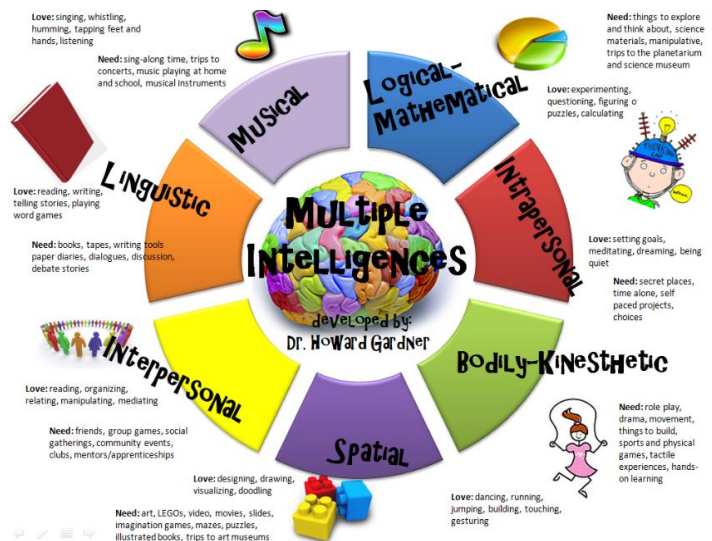 Love: singing, whistling,
humming, tapping feet and
hands, listening
Need: sing-along time, trips to
concerts, music playing at home
and school, musical instruments
Musical
Logical-
Mathematical
Need: things to explore
and think about, science
materials, manipulative,
trips to the planetarium
and science museum
Love: experimenting,
questioning, figuring o
puzzles, calculating
THINKING
CAP
Linguistic
Love: reading, writing,
telling stories, playing
word games
Need: books, tapes, writing tools
paper diaries, dialogues, discussion,
debate stories
Multiple
Intelligences
developed by:
Dr. Howard Gardner
Intrapersonal
Love: setting goals,
meditating, dreaming, being
quiet
Need: secret places,
time alone, self
paced projects,
choices
Interpersonal
Love: reading, organizing,
relating, manipulating, mediating
Need: friends, group games, social
gatherings, community events,
clubs, mentors/apprenticeships
Spatial
Love: designing, drawing,
visualizing, doodling
Need: art, LEGOs, video, movies, slides,
imagination games, mazes, puzzles,
illustrated books, trips to art museums
Bodily-Kinesthetic
Need: role play,
drama, movement,
things to build,
sports and physical
games, tactile
experiences, hands-
on learning
Love: dancing, running,
jumping, building, touching,
gesturing